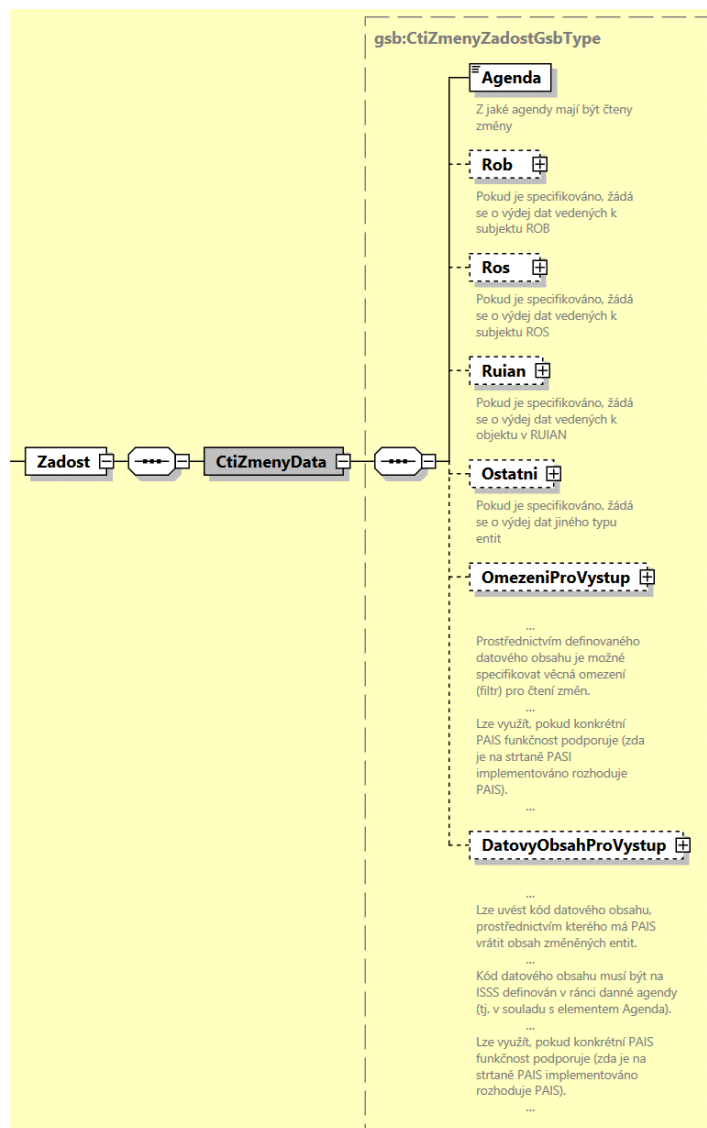 gsb:CtiZmenyZadostGsbType
Agenda
Z jaké agendy mají být čteny
změny
Rob
Pokud je specifikováno, žádá
se o výdej dat vedených k
subjektu ROB
Ros
Pokud je specifikováno, žádá
se o výdej dat vedených k
subjektu ROS
Ruian
Pokud je specifikováno, žádá
se o výdej dat vedených k
objektu v RUIAN
Zadost
CtiZmenyData
Ostatni
Pokud je specifikováno, žádá
se o výdej dat jiného typu
entit
OmezeniProVystup
...
Prostřednictvím definovaného
datového obsahu je možné
specifikovat věcná omezení
(filtr) pro čtení změn.
...
Lze využít, pokud konkrétní
PAIS funkčnost podporuje (zda
je na strtaně PASI
implementováno rozhoduje
PAIS).
...
DatovyObsahProVystup
...
Lze uvést kód datového obsahu,
prostřednictvím kterého má PAIS
vrátit obsah změněných entit.
...
Kód datového obsahu musí být na
ISSS definován v ránci danné agendy
(tj. v souladu s elementem Agenda).
...
Lze využít, pokud konkrétní PAIS
funkčnost podporuje (zda je na
strtaně PAIS implementováno
rozhoduje PAIS).
...